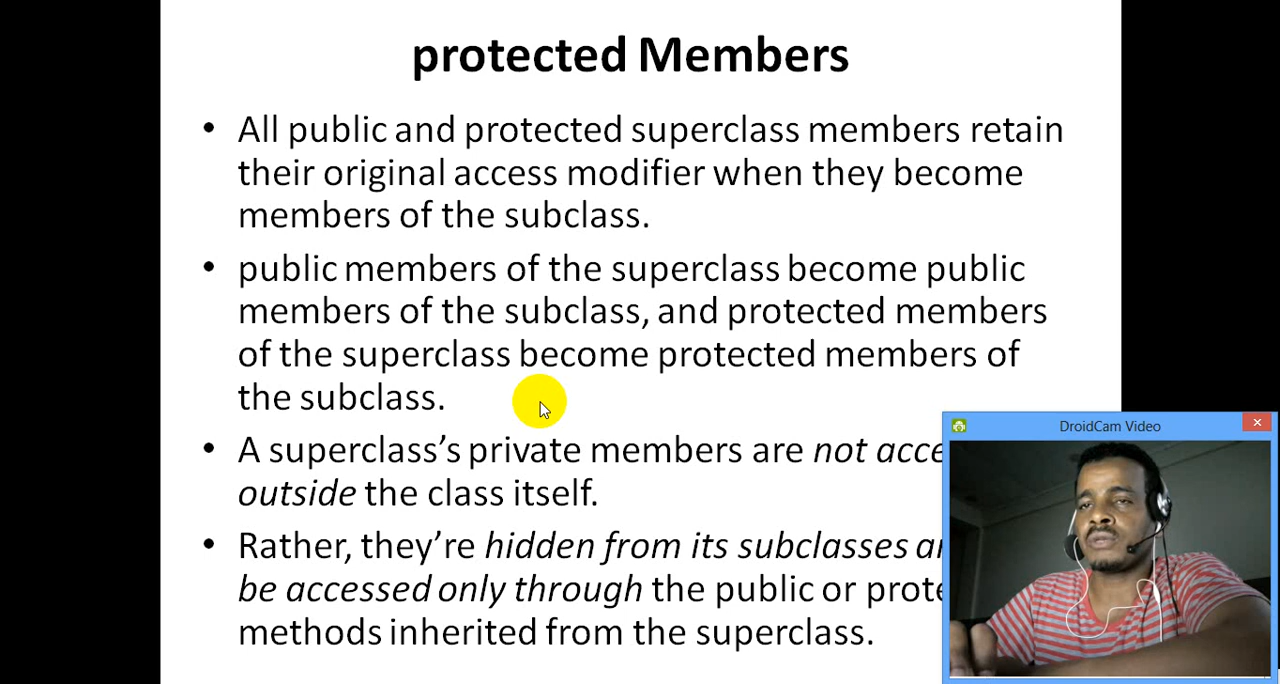 protected Members
• All public and protected superclass members retain
their original access modifier when they become
members of the subclass.
• public members of the superclass become public
members of the subclass, and protected members
of the superclass become protected members of
the subclass.
• A superclass’s private members are not acce
outside the class itself.
• Rather, they’re hidden from its subclasses a
be accessed only through the public or prote
methods inherited from the superclass.
DroidCam Video